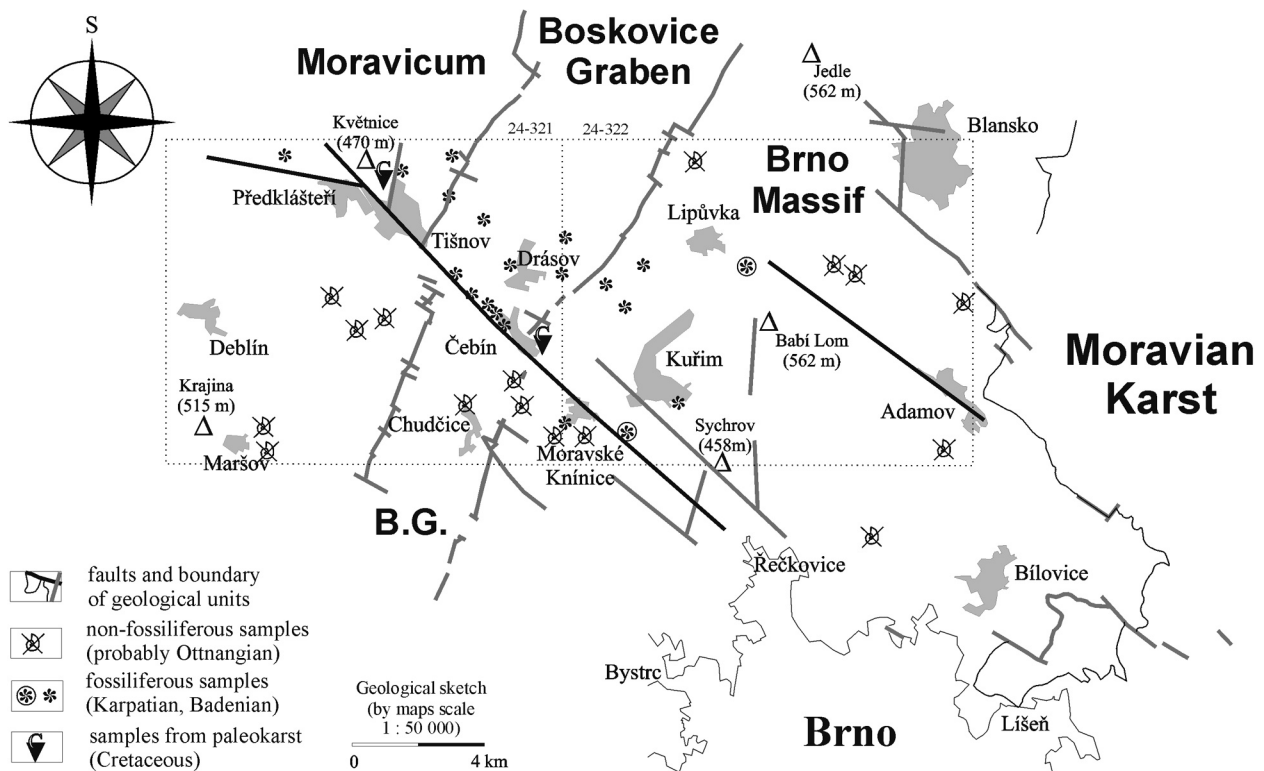 S
Moravicum
Boskovice
Graben
Jedle
(562 m)
Blansko
Květnice
(470 m)
24-321
24-322
Brno
Massif
Předklášteří
Lipůvka
Tišnov
Drásov
Deblín
Čebín
Kuřim
Babí Lom
(562 m)
Moravian
Karst
Krajina
(515 m)
Adamov
Chudčice
Sychrov
(458m)
Maršov
Moravské
Knínice
B.G.
Řečkovice
Bílovice
faults and boundary
of geological units
non-fossiliferous samples
(probably Ottnangian)
fossiliferous samples
(Karpatian, Badenian)
samples from paleokarst
(Cretaceous)
Geological sketch
(by maps scale
1 : 50 000)
0
4 km
Bystrc
Brno
Líšeň